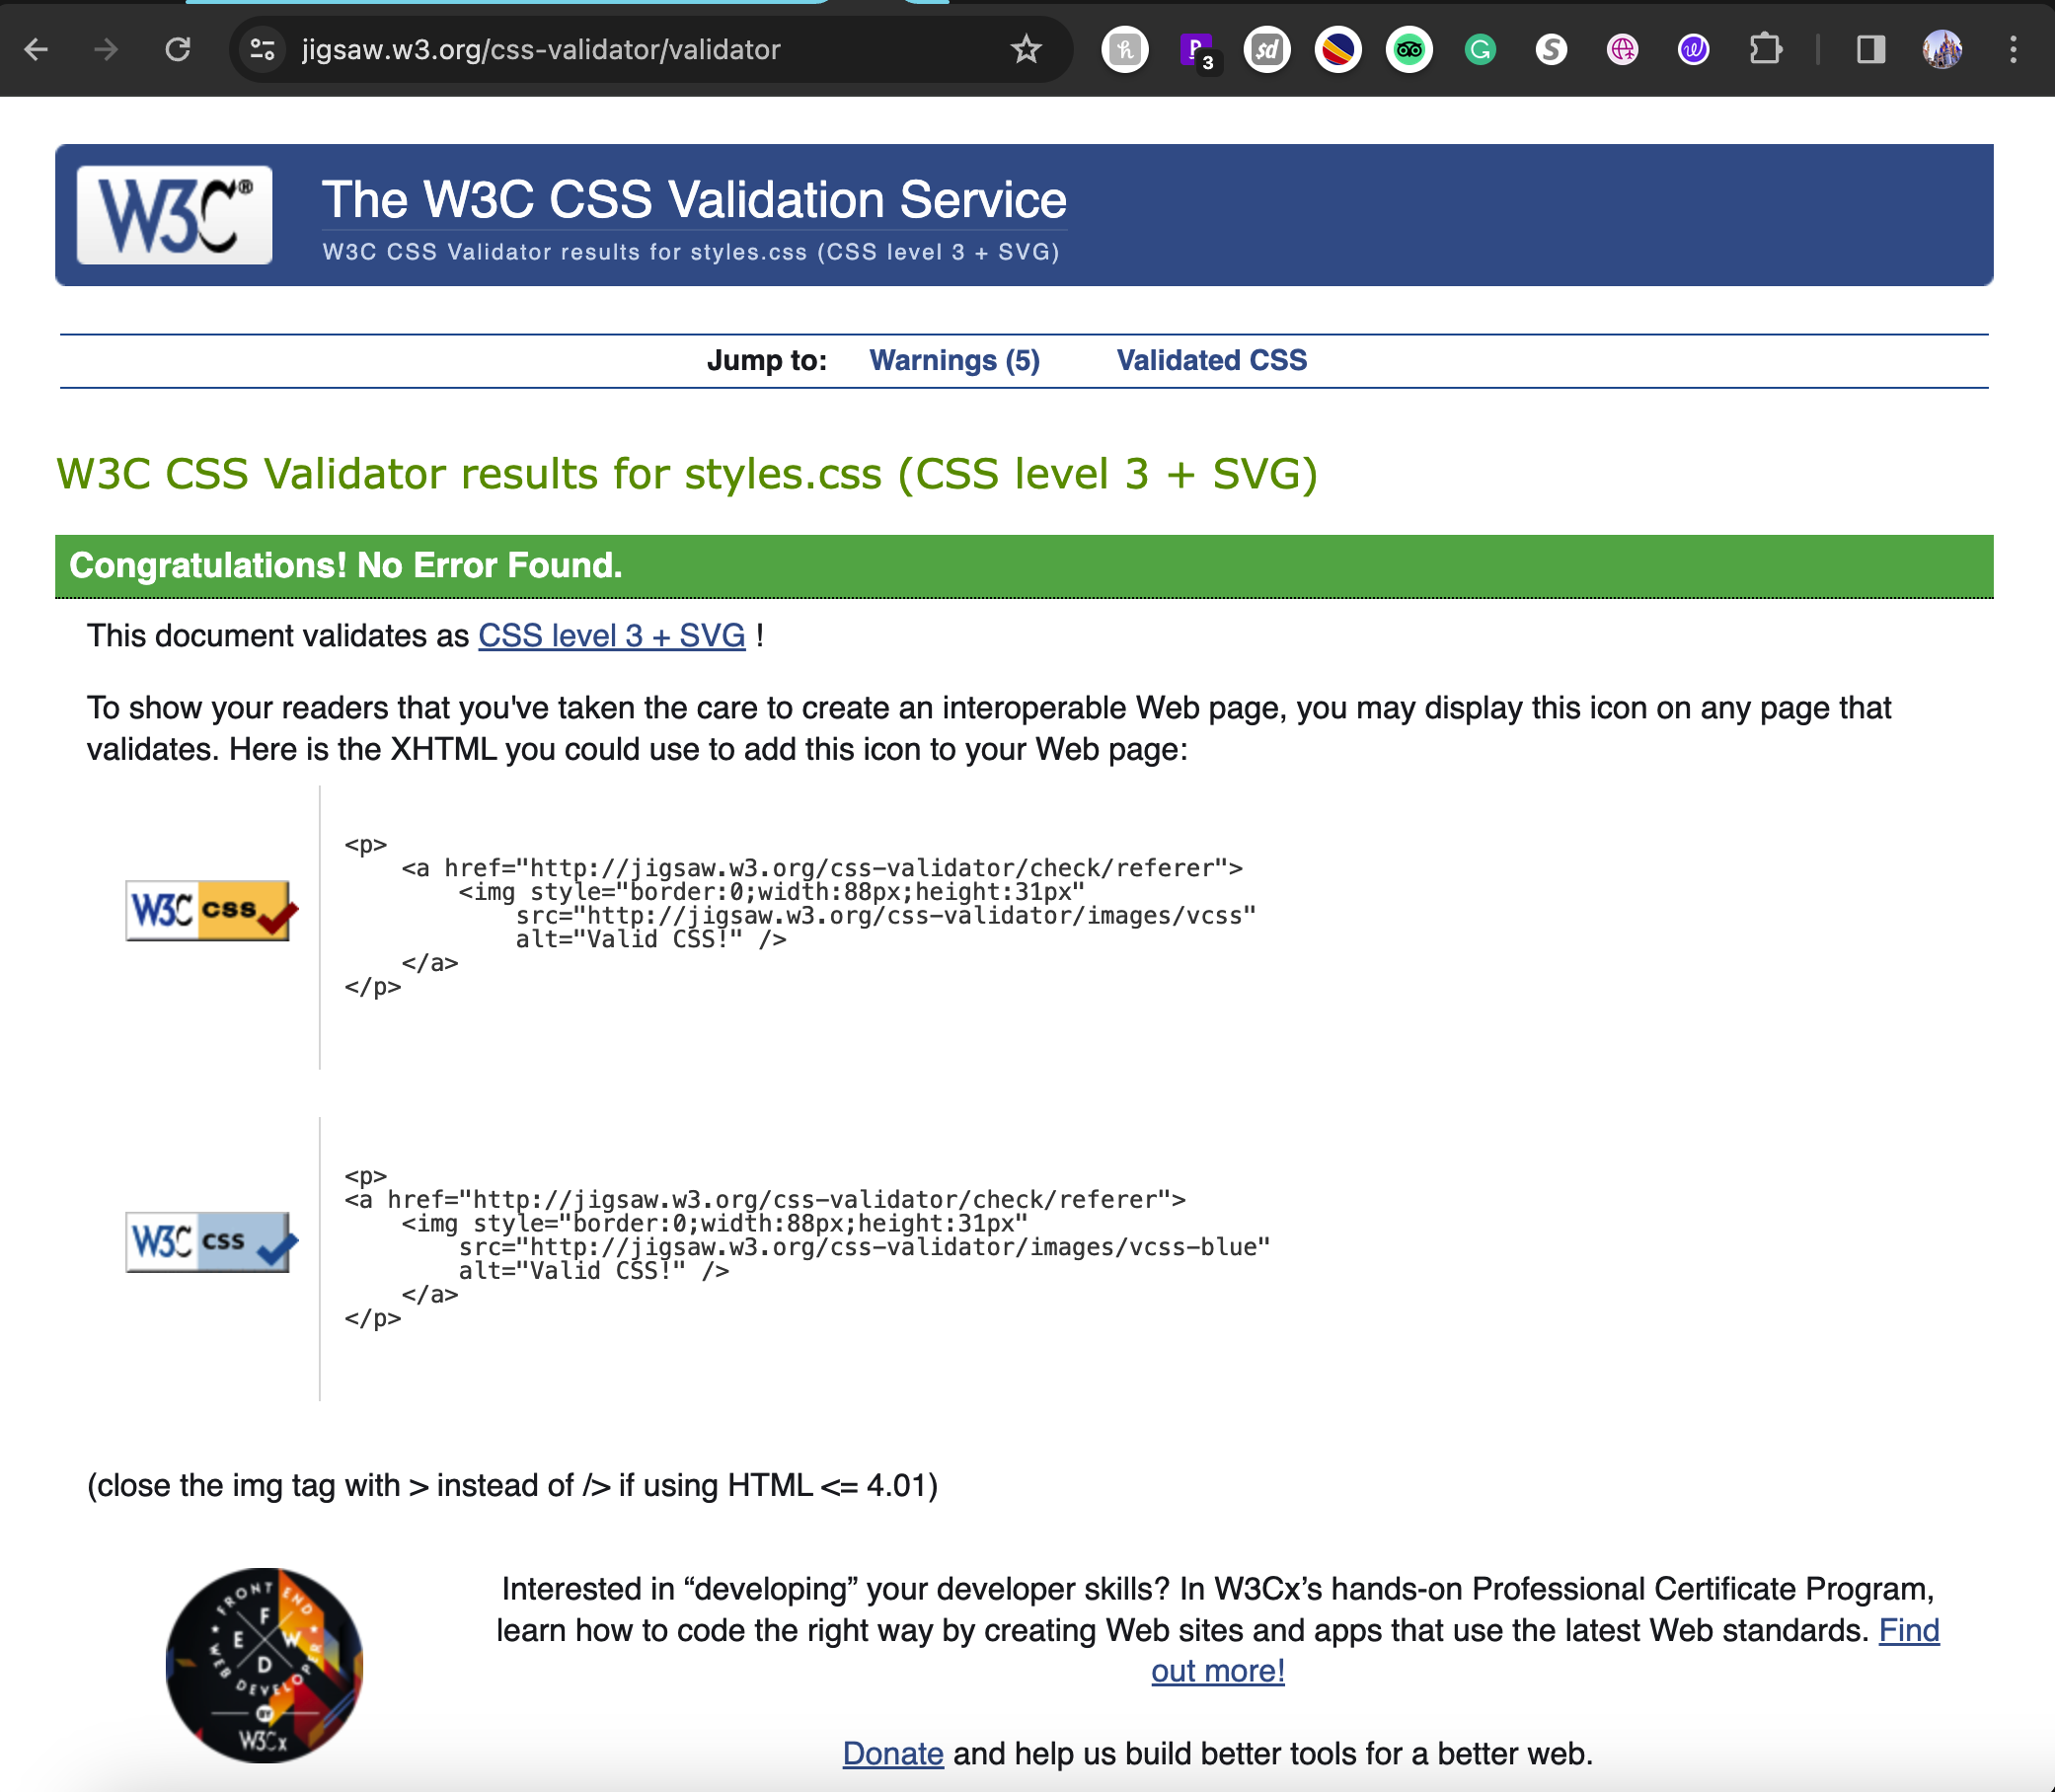 jigsaw.w3.org/css-validator/validator
3
W3C®
The W3C CSS Validation Service
W3C CSS Validator results for styles.css (CSS level 3 + SVG)
Jump to: Warnings (5) Validated CSS
W3C CSS Validator results for styles.css (CSS level 3 + SVG)
Congratulations! No Error Found.
This document validates as CSS level 3 + SVG !
To show your readers that you've taken the care to create an interoperable Web page, you may display this icon on any page that
validates. Here is the XHTML you could use to add this icon to your Web page:
W3C css
<p>
    <a href="http://jigsaw.w3.org/css-validator/check/referer">
        <img style="border:0;width:88px;height:31px"
            src="http://jigsaw.w3.org/css-validator/images/vcss"
            alt="Valid CSS!" />
    </a>
</p>
W3C css
<p>
<a href="http://jigsaw.w3.org/css-validator/check/referer">
    <img style="border:0;width:88px;height:31px"
        src="http://jigsaw.w3.org/css-validator/images/vcss-blue"
        alt="Valid CSS!" />
    </a>
</p>
(close the img tag with > instead of /> if using HTML <= 4.01)
FRONT END
WEB DEVELOPER
F E W D
BY
W3Cx
Interested in “developing” your developer skills? In W3Cx’s hands-on Professional Certificate Program,
learn how to code the right way by creating Web sites and apps that use the latest Web standards. Find
out more!
Donate and help us build better tools for a better web.